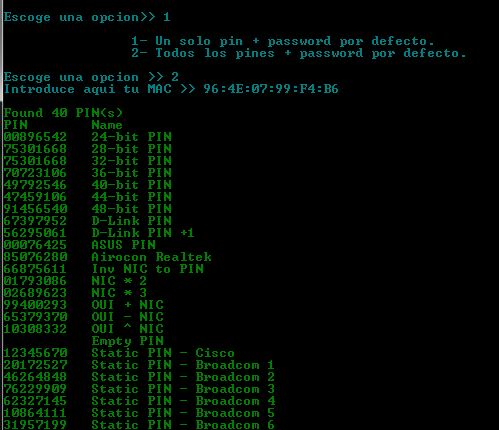 Escoge una opcion>> 1
1- Un solo pin + password por defecto.
2- Todos los pines + password por defecto.
Escoge una opcion >> 2
Introduce aqui tu MAC >> 96:4E:07:99:F4:B6
Found 40 PIN(s)
PIN Name
00896542 24-bit PIN
75301668 28-bit PIN
75301668 32-bit PIN
70723106 36-bit PIN
49792546 40-bit PIN
47459106 44-bit PIN
91456540 48-bit PIN
67397952 D-Link PIN
56295061 D-Link PIN +1
00076425 ASUS PIN
85076280 Airocon Realtek
66875611 Inv NIC to PIN
01793086 NIC * 2
02689623 NIC * 3
99400293 OUI + NIC
65379370 OUI - NIC
10308332 OUI ^ NIC
Empty PIN
12345670 Static PIN - Cisco
20172527 Static PIN - Broadcom 1
46264848 Static PIN - Broadcom 2
76229909 Static PIN - Broadcom 3
62327145 Static PIN - Broadcom 4
10864111 Static PIN - Broadcom 5
31957199 Static PIN - Broadcom 6